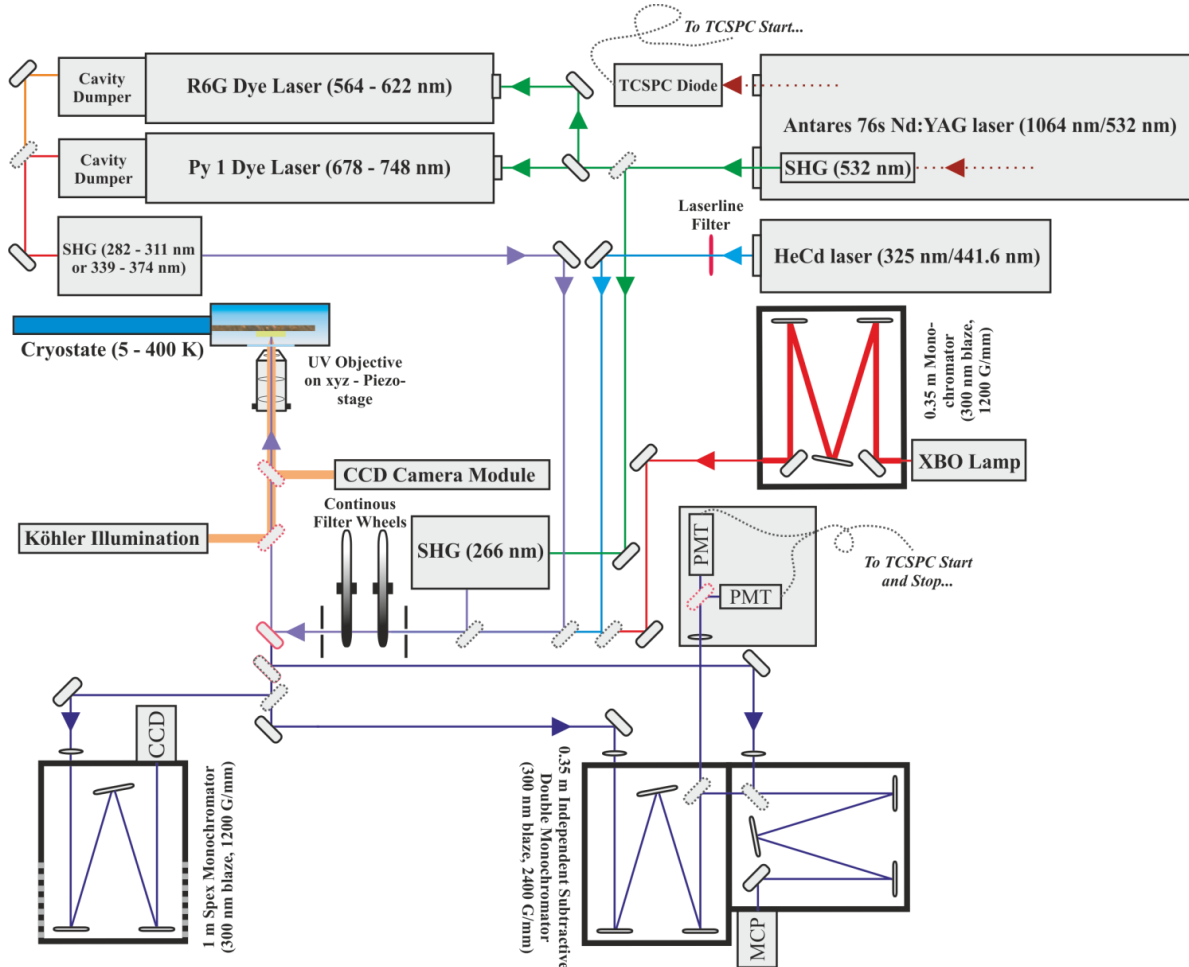 To TCSPC Start...
Cavity
Dumper
R6G Dye Laser (564 - 622 nm)
TCSPC Diode
Antares 76s Nd:YAG laser (1064 nm/532 nm)
Cavity
Dumper
Py 1 Dye Laser (678 - 748 nm)
SHG (532 nm)
SHG (282 - 311 nm
or 339 - 374 nm)
Laserline
Filter
HeCd laser (325 nm/441.6 nm)
Cryostate (5 - 400 K)
UV Objective
on xyz - Piezo-
stage
0.35 m Mono-
chromator
(300 nm blaze,
1200 G/mm)
XBO Lamp
CCD Camera Module
Continous
Filter Wheels
Köhler Illumination
SHG (266 nm)
PMT
PMT
To TCSPC Start
and Stop...
CCD
1 m Spex Monochromator
(300 nm blaze, 1200 G/mm)
0.35 m Independent Subtractive
Double Monochromator
(300 nm blaze, 2400 G/mm)
MCP